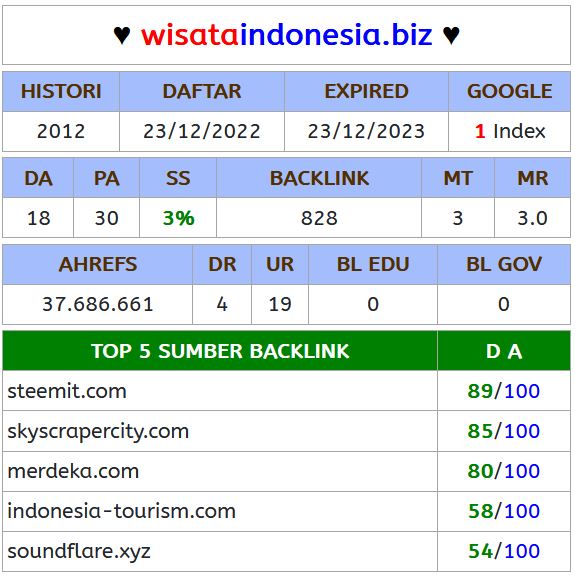 ♥ wisataindonesia.biz ♥
HISTORI DAFTAR EXPIRED GOOGLE
2012 23/12/2022 23/12/2023 1 Index
DA PA SS BACKLINK MT MR
18 30 3% 828 3 3.0
AHREFS DR UR BL EDU BL GOV
37.686.661 4 19 0 0
TOP 5 SUMBER BACKLINK D A
steemit.com 89/100
skyscrapercity.com 85/100
merdeka.com 80/100
indonesia-tourism.com 58/100
soundflare.xyz 54/100